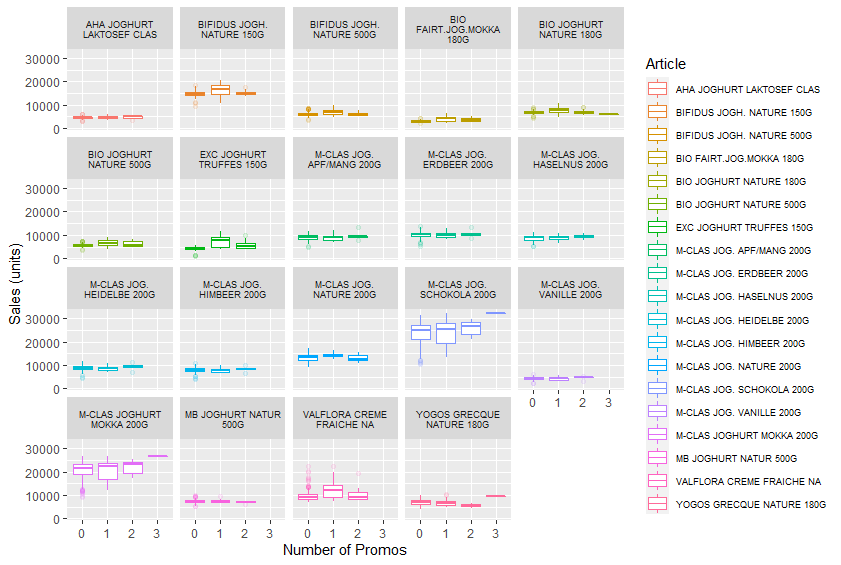 AHA JOGHURT
LAKTOSEF CLAS
BIFIDUS JOGH.
NATURE 150G
BIFIDUS JOGH.
NATURE 500G
BIO
FAIRT.JOG.MOKKA
180G
BIO JOGHURT
NATURE 180G
30000
20000
10000
0
BIO JOGHURT
NATURE 500G
EXC JOGHURT
TRUFFES 150G
M-CLAS JOG.
APF/MANG 200G
M-CLAS JOG.
ERDBEER 200G
M-CLAS JOG.
HASELNUS 200G
30000
20000
10000
0
M-CLAS JOG.
HEIDELBE 200G
M-CLAS JOG.
HIMBEER 200G
M-CLAS JOG.
NATURE 200G
M-CLAS JOG.
SCHOKOLA 200G
M-CLAS JOG.
VANILLE 200G
30000
20000
10000
0
0 1 2 3
M-CLAS JOGHURT
MOKKA 200G
MB JOGHURT NATUR
500G
VALFLORA CREME
FRAICHE NA
YOGOS GRECQUE
NATURE 180G
30000
20000
10000
0
0 1 2 3 0 1 2 3 0 1 2 3 0 1 2 3
Number of Promos
Sales (units)
Article
AHA JOGHURT LAKTOSEF CLAS
BIFIDUS JOGH. NATURE 150G
BIFIDUS JOGH. NATURE 500G
BIO FAIRT.JOG.MOKKA 180G
BIO JOGHURT NATURE 180G
BIO JOGHURT NATURE 500G
EXC JOGHURT TRUFFES 150G
M-CLAS JOG. APF/MANG 200G
M-CLAS JOG. ERDBEER 200G
M-CLAS JOG. HASELNUS 200G
M-CLAS JOG. HEIDELBE 200G
M-CLAS JOG. HIMBEER 200G
M-CLAS JOG. NATURE 200G
M-CLAS JOG. SCHOKOLA 200G
M-CLAS JOG. VANILLE 200G
M-CLAS JOGHURT MOKKA 200G
MB JOGHURT NATUR 500G
VALFLORA CREME FRAICHE NA
YOGOS GRECQUE NATURE 180G